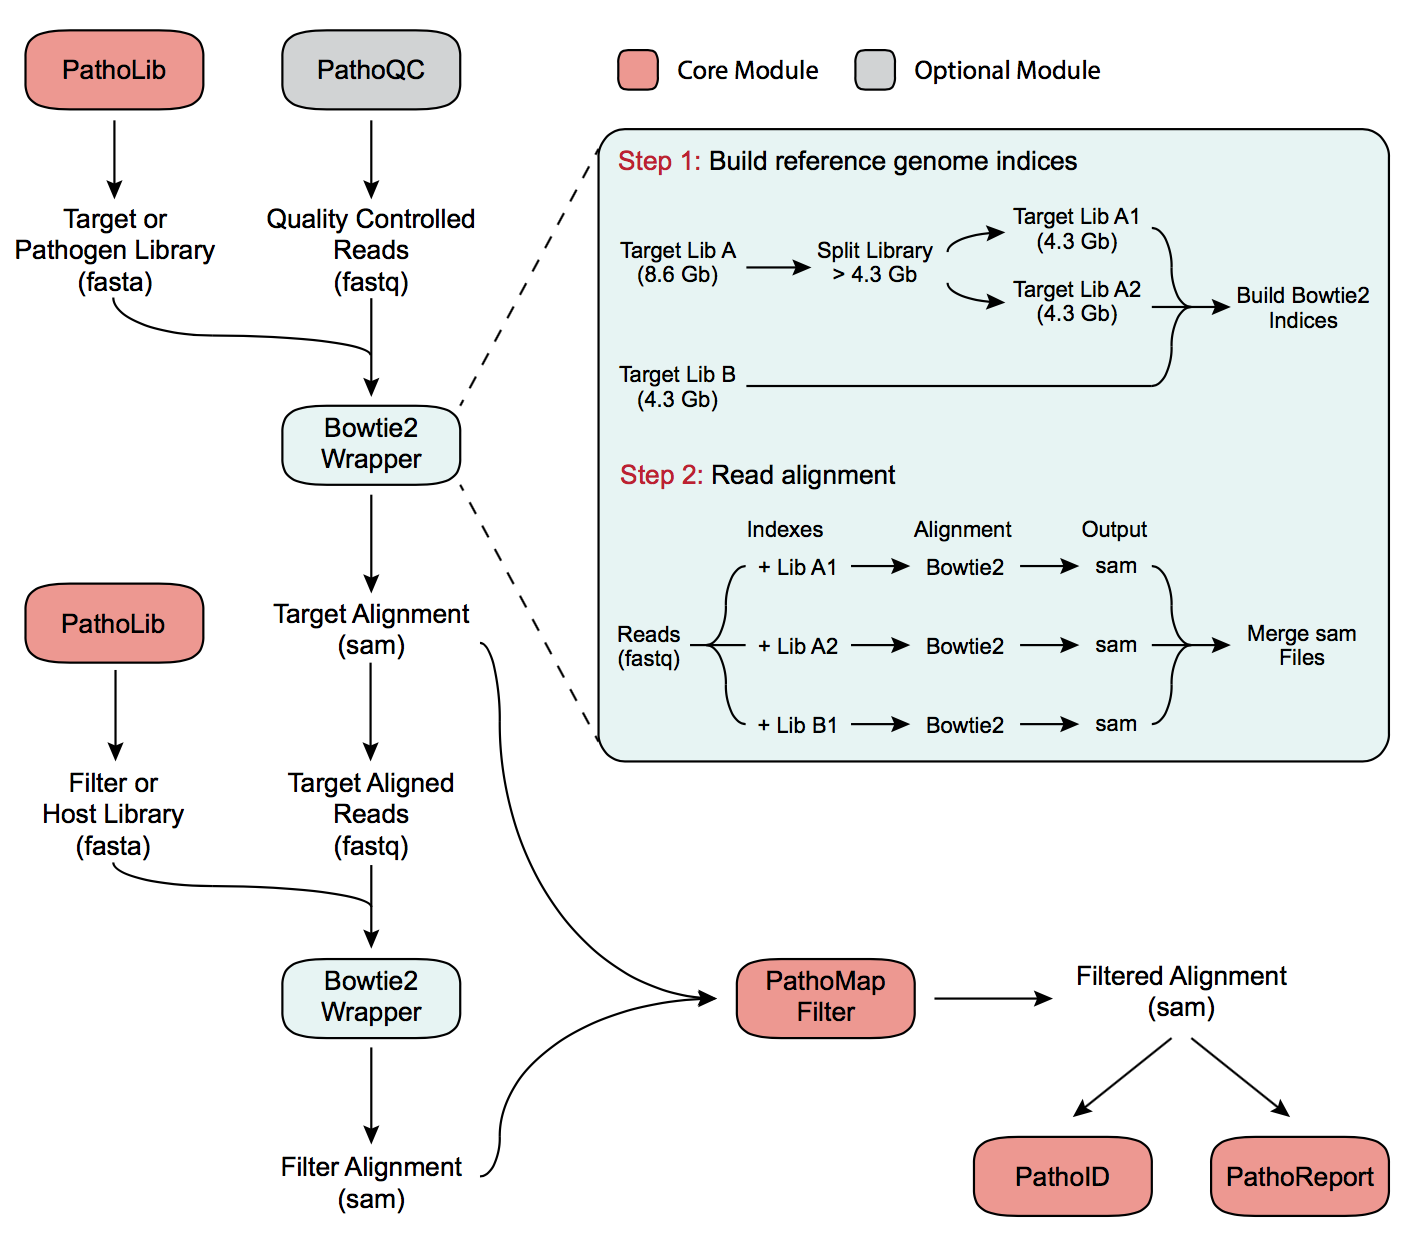 PathoLib
PathoQC
Core Module
Optional Module
Target or
Pathogen Library
(fasta)
Quality Controlled
Reads
(fastq)
Bowtie2
Wrapper
Step 1: Build reference genome indices
Target Lib A
(8.6 Gb)
Split Library
> 4.3 Gb
Target Lib A1
(4.3 Gb)
Target Lib A2
(4.3 Gb)
Build Bowtie2
Indices
Target Lib B
(4.3 Gb)
Step 2: Read alignment
Indexes
Alignment
Output
Reads
(fastq)
+ Lib A1
Bowtie2
sam
+ Lib A2
Bowtie2
sam
+ Lib B1
Bowtie2
sam
Merge sam
Files
PathoLib
Target Alignment
(sam)
Filter or
Host Library
(fasta)
Target Aligned
Reads
(fastq)
Bowtie2
Wrapper
Filter Alignment
(sam)
PathoMap
Filter
Filtered Alignment
(sam)
PathoID
PathoReport